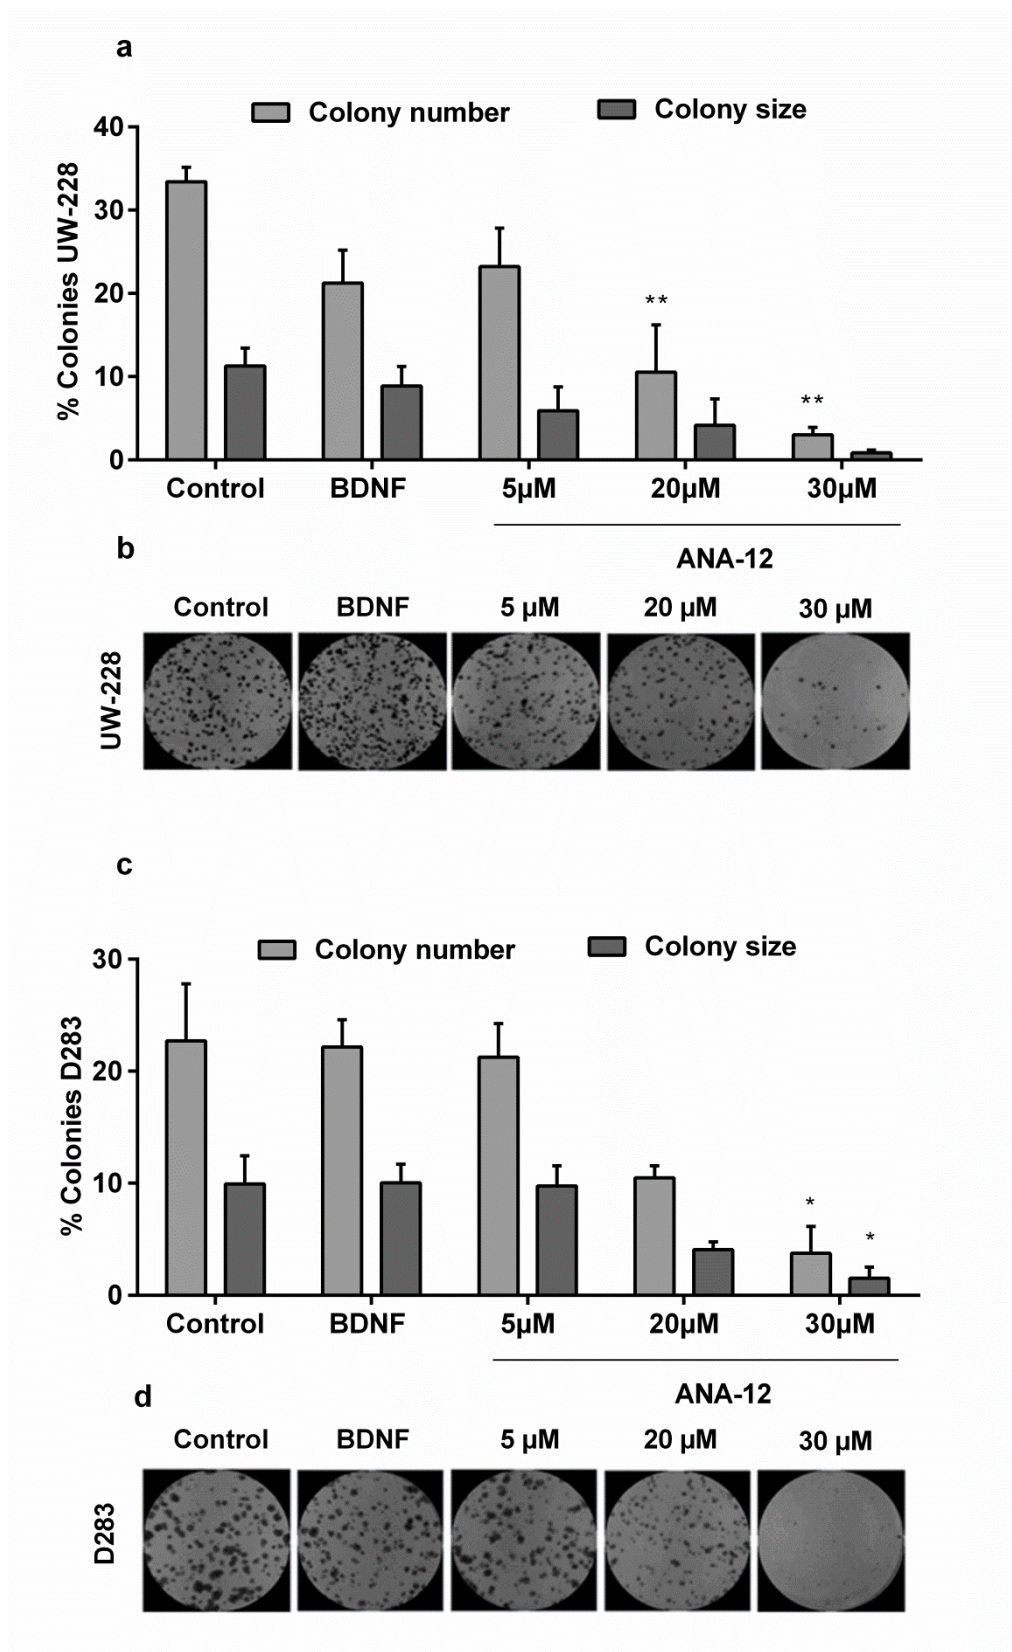 a
Colony number
Colony size
% Colonies UW-228
40
30
20
10
0
**
**
Control
BDNF
5µM
20µM
30µM
ANA-12
b
Control
BDNF
5 µM
20 µM
30 µM
UW-228
c
Colony number
Colony size
% Colonies D283
30
20
10
0
*
*
Control
BDNF
5µM
20µM
30µM
ANA-12
d
Control
BDNF
5 µM
20 µM
30 µM
D283